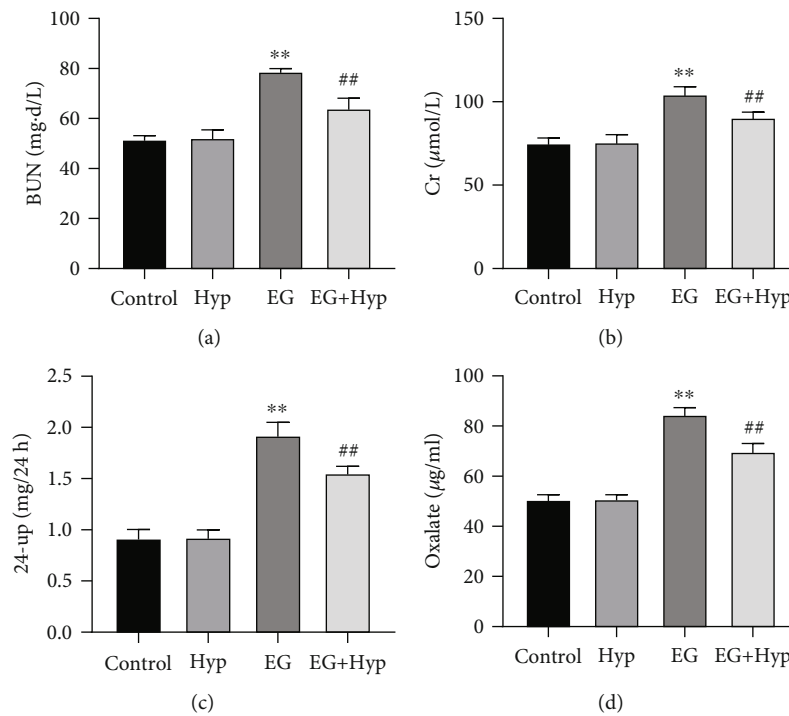 BUN (mg·d/L)
100
80
60
40
20
0
**
##
Control Hyp EG EG+Hyp
(a)
Cr (μmol/L)
150
100
50
0
**
##
Control Hyp EG EG+Hyp
(b)
24-up (mg/24 h)
2.5
2.0
1.5
1.0
0.5
0.0
**
##
Control Hyp EG EG+Hyp
(c)
Oxalate (μg/ml)
100
80
60
40
20
0
**
##
Control Hyp EG EG+Hyp
(d)